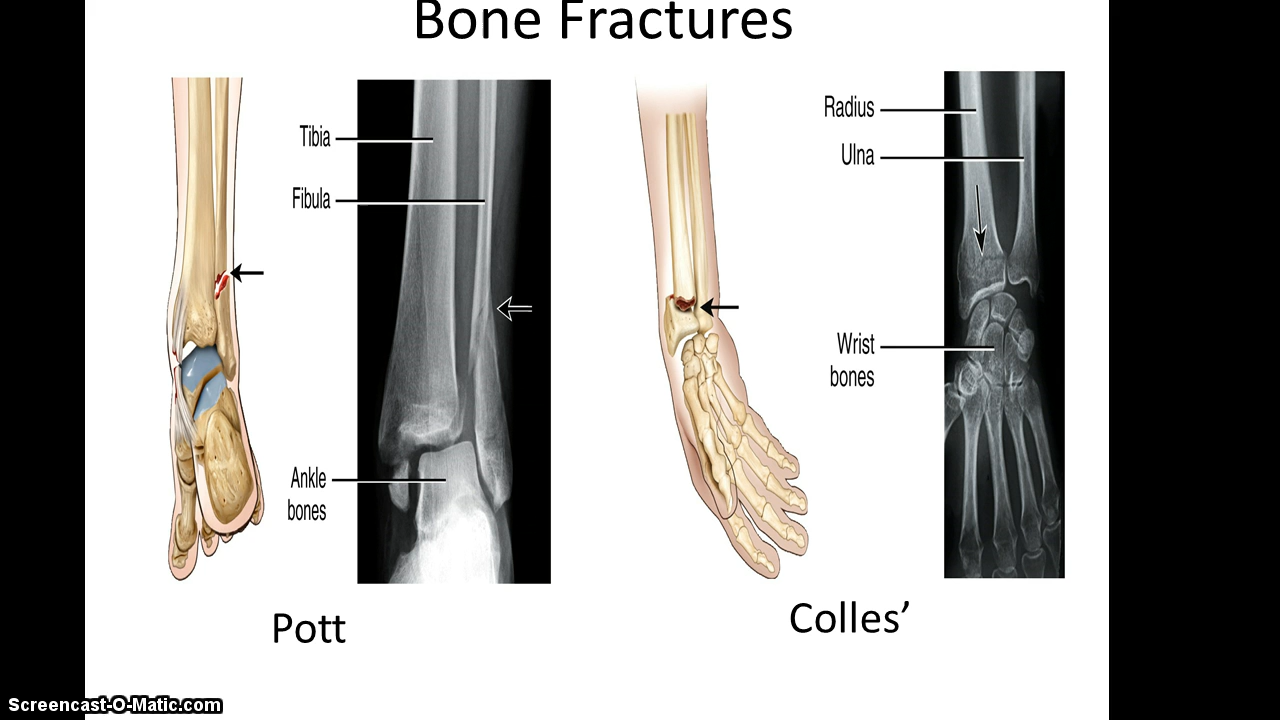 Bone Fractures
Tibia
Fibula
Ankle
bones
Pott
Radius
Ulna
Wrist
bones
Colles’
Screencast-O-Matic.com